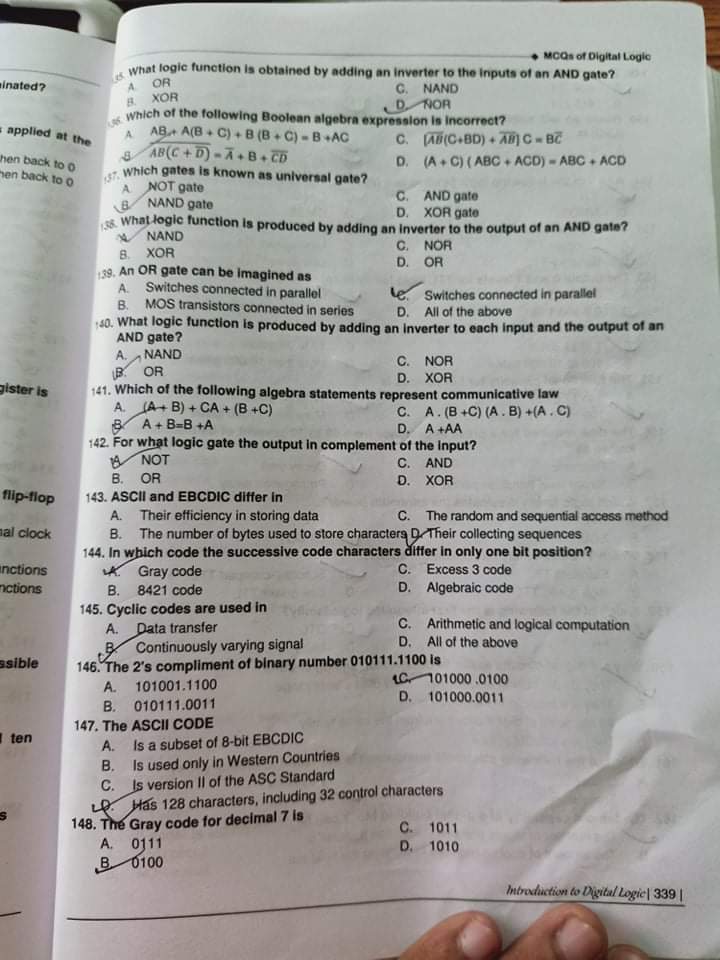 MCQs of Digital Logic
135. What logic function is obtained by adding an inverter to the inputs of an AND gate?
A. OR C. NAND
B. XOR D. NOR
136. Which of the following Boolean algebra expression is incorrect?
A. AB + A(B + C) + B (B + C) = B +AC C. [AB̅(C+BD) + A̅B̅] C = BC̅
B. A̅B̅(̅C̅ ̅+̅ ̅D̅)̅ = A̅ + B + C̅D̅ D. (A + C) ( ABC + ACD) = ABC + ACD
137. Which gates is known as universal gate?
A. NOT gate C. AND gate
B. NAND gate D. XOR gate
138. What logic function is produced by adding an inverter to the output of an AND gate?
A. NAND C. NOR
B. XOR D. OR
139. An OR gate can be imagined as
A. Switches connected in parallel C. Switches connected in parallel
B. MOS transistors connected in series D. All of the above
140. What logic function is produced by adding an inverter to each input and the output of an
AND gate?
A. NAND C. NOR
B. OR D. XOR
141. Which of the following algebra statements represent communicative law
A. (A + B) + CA + (B +C) C. A . (B +C) (A . B) +(A . C)
B. A + B=B +A D. A +AA
142. For what logic gate the output in complement of the input?
A. NOT C. AND
B. OR D. XOR
143. ASCII and EBCDIC differ in
A. Their efficiency in storing data C. The random and sequential access method
B. The number of bytes used to store characters D. Their collecting sequences
144. In which code the successive code characters differ in only one bit position?
A. Gray code C. Excess 3 code
B. 8421 code D. Algebraic code
145. Cyclic codes are used in
A. Data transfer C. Arithmetic and logical computation
B. Continuously varying signal D. All of the above
146. The 2's compliment of binary number 010111.1100 is
A. 101001.1100 C. 101000 .0100
B. 010111.0011 D. 101000.0011
147. The ASCII CODE
A. Is a subset of 8-bit EBCDIC
B. Is used only in Western Countries
C. Is version II of the ASC Standard
D. Has 128 characters, including 32 control characters
148. The Gray code for decimal 7 is
A. 0111 C. 1011
B. 0100 D. 1010
Introduction to Digital Logic| 339 |
inated?
applied at the
hen back to 0
hen back to 0
gister is
flip-flop
nal clock
nctions
nctions
ssible
ten
s